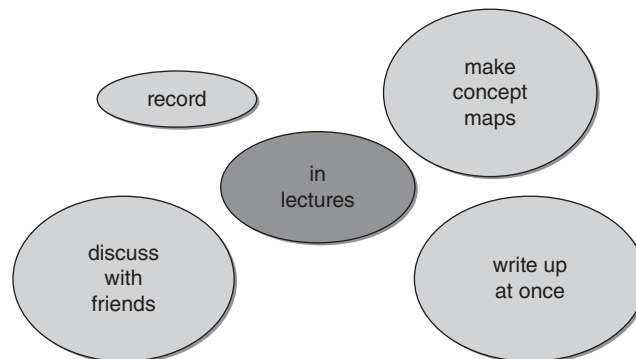 record
make
concept
maps
in
lectures
discuss
with
friends
write up
at once